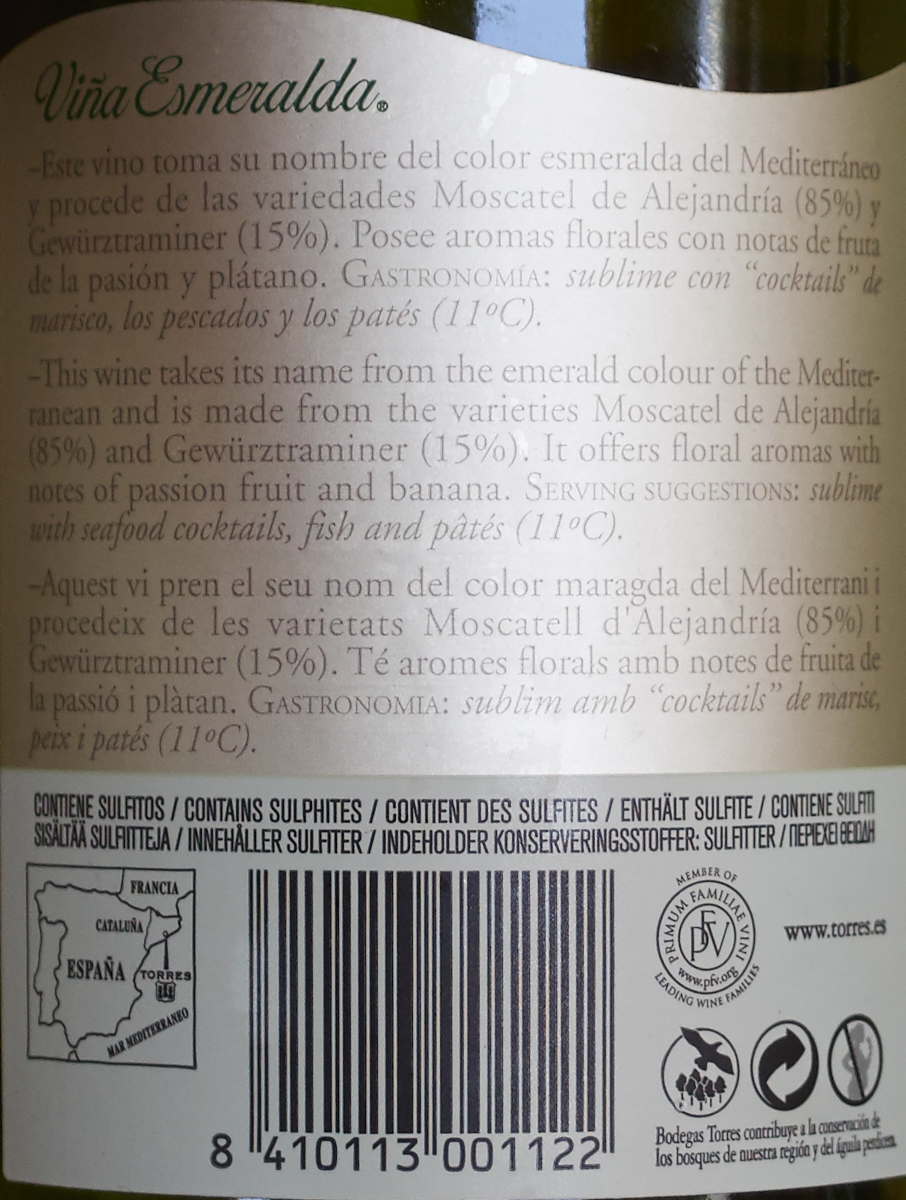 Viña Esmeralda®
-Este vino toma su nombre del color esmeralda del Mediterráneo
y procede de las variedades Moscatel de Alejandría (85%) y
Gewürztraminer (15%). Posee aromas florales con notas de fruta
de la pasión y plátano. GASTRONOMÍA: sublime con “cocktails” de
marisco, los pescados y los patés (11ºC).
-This wine takes its name from the emerald colour of the Mediter-
ranean and is made from the varieties Moscatel de Alejandría
(85%) and Gewürztraminer (15%). It offers floral aromas with
notes of passion fruit and banana. SERVING SUGGESTIONS: sublime
with seafood cocktails, fish and pâtés (11ºC).
-Aquest vi pren el seu nom del color maragda del Mediterrani i
procedeix de les varietats Moscatell d'Alejandría (85%) i
Gewürztraminer (15%). Té aromes florals amb notes de fruita de
la passió i plàtan. GASTRONOMIA: sublim amb “cocktails” de marisc,
peix i patés (11ºC).
CONTIENE SULFITOS / CONTAINS SULPHITES / CONTIENT DES SULFITES / ENTHÄLT SULFITE / CONTIENE SULFITI
SISÄLTÄÄ SULFIITTEJA / INNEHÅLLER SULFITER / INDEHOLDER KONSERVERINGSSTOFFER: SULFITTER / ΠΕΡΙΕΧΕΙ ΘΕΙΩΔΗ
FRANCIA
CATALUÑA
ESPAÑA
TORRES
MAR MEDITERRANEO
8 410113 001122
MEMBER OF
PRIMUM FAMILIAE VINI
PFV
www.pfv.org
LEADING WINE FAMILIES
www.torres.es
Bodegas Torres contribuye a la conservación de
los bosques de nuestra región y del águila perdicera.